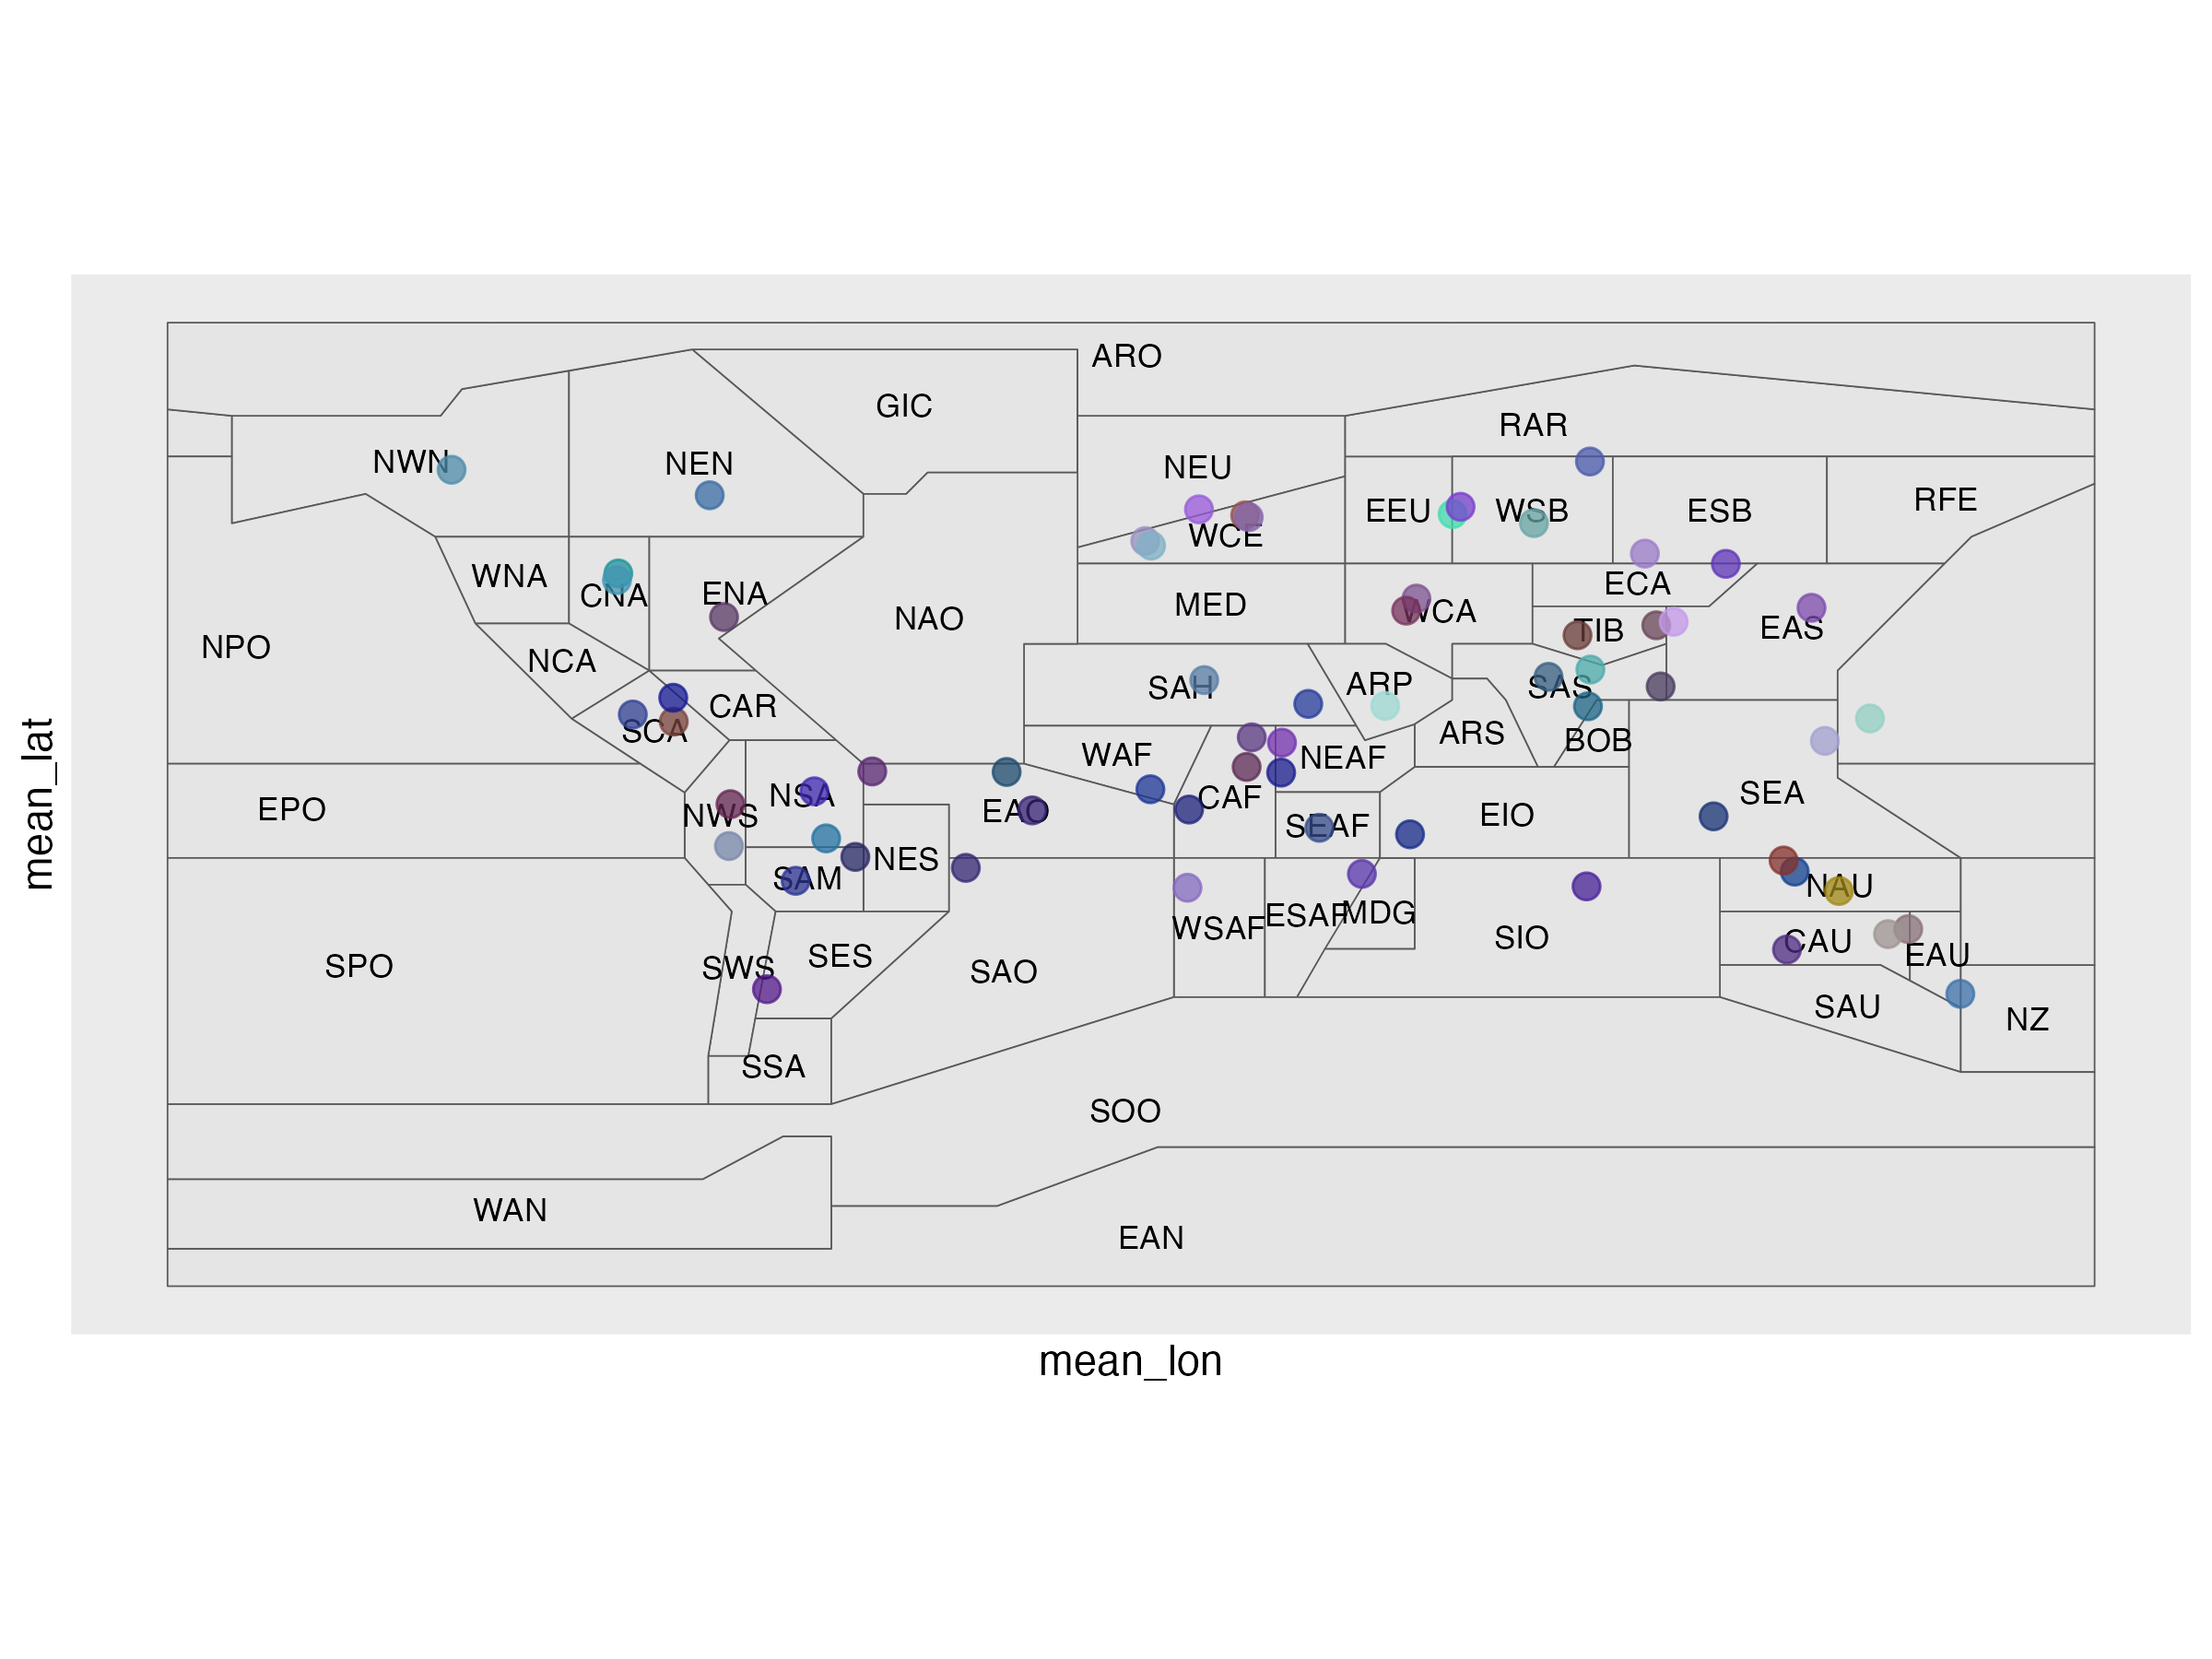 ARO
GIC
RAR
NWN
NEN
NEU
RFE
EEU
WSB
ESB
WCE
WNA
CNA
ENA
ECA
MED
WCA
NAO
TIB
EAS
NPO
NCA
SAH
ARP
SAS
CAR
SCA
ARS
BOB
WAF
NEAF
NSA
CAF
SEA
EPO
NWS
EAO
SEAF
EIO
NES
SAM
NAU
WSAF
ESAF
MDG
SIO
CAU
EAU
SPO
SWS
SES
SAO
SAU
NZ
SSA
SOO
WAN
EAN
mean_lat
mean_lon